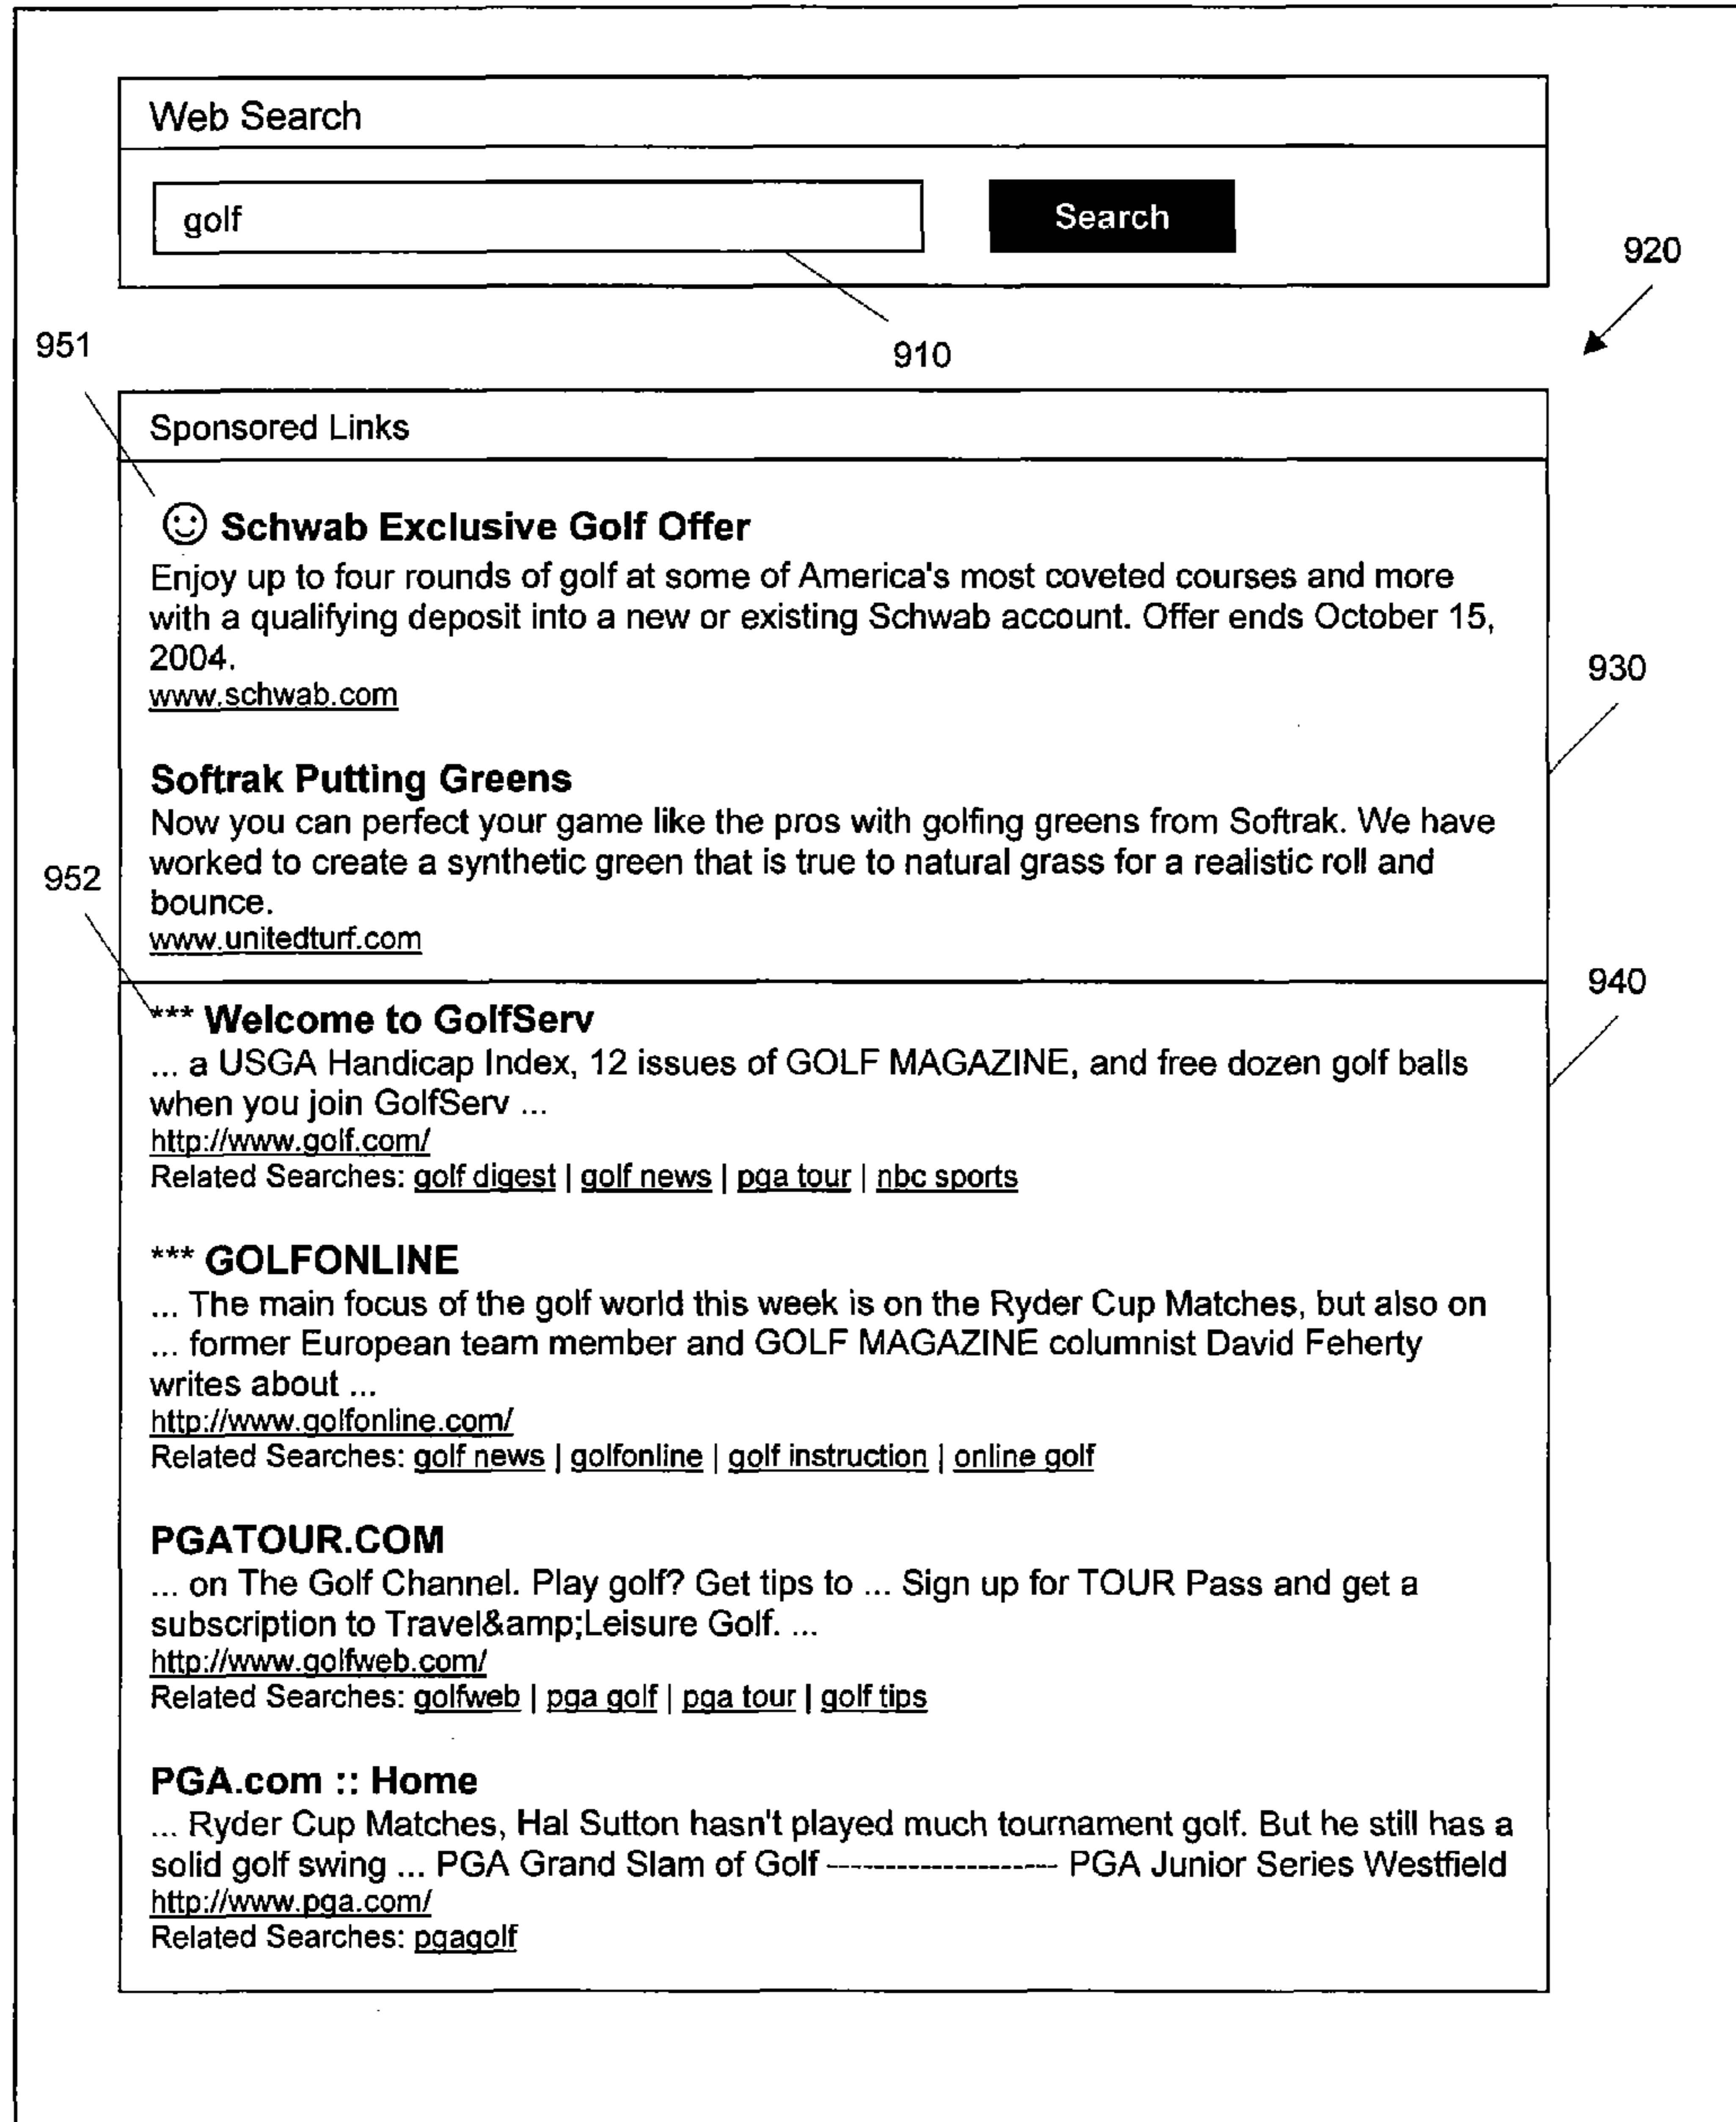 Web Search
golf Search
920
951
910
Sponsored Links
☺ Schwab Exclusive Golf Offer
Enjoy up to four rounds of golf at some of America's most coveted courses and more
with a qualifying deposit into a new or existing Schwab account. Offer ends October 15,
2004.
930
www.schwab.com
Softrak Putting Greens
Now you can perfect your game like the pros with golfing greens from Softrak. We have
worked to create a synthetic green that is true to natural grass for a realistic roll and
952
bounce.
www.unitedturf.com
940
*** Welcome to GolfServ
... a USGA Handicap Index, 12 issues of GOLF MAGAZINE, and free dozen golf balls
when you join GolfServ ...
http://www.golf.com/
Related Searches: golf digest | golf news | pga tour | nbc sports
*** GOLFONLINE
... The main focus of the golf world this week is on the Ryder Cup Matches, but also on
... former European team member and GOLF MAGAZINE columnist David Feherty
writes about ...
http://www.golfonline.com/
Related Searches: golf news | golfonline | golf instruction | online golf
PGATOUR.COM
... on The Golf Channel. Play golf? Get tips to ... Sign up for TOUR Pass and get a
subscription to Travel&amp;Leisure Golf. ...
http://www.golfweb.com/
Related Searches: golfweb | pga golf | pga tour | golf tips
PGA.com :: Home
... Ryder Cup Matches, Hal Sutton hasn't played much tournament golf. But he still has a
solid golf swing ... PGA Grand Slam of Golf -------------------- PGA Junior Series Westfield
http://www.pga.com/
Related Searches: pgagolf